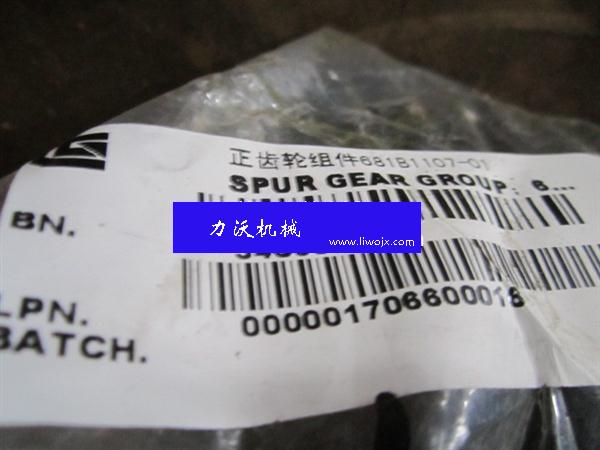 正齿轮组件681B1107-01
SPUR GEAR GROUP: 6...
BN.
力沃机械
www.liwojx.com
LPN.
000001706600018
BATCH.